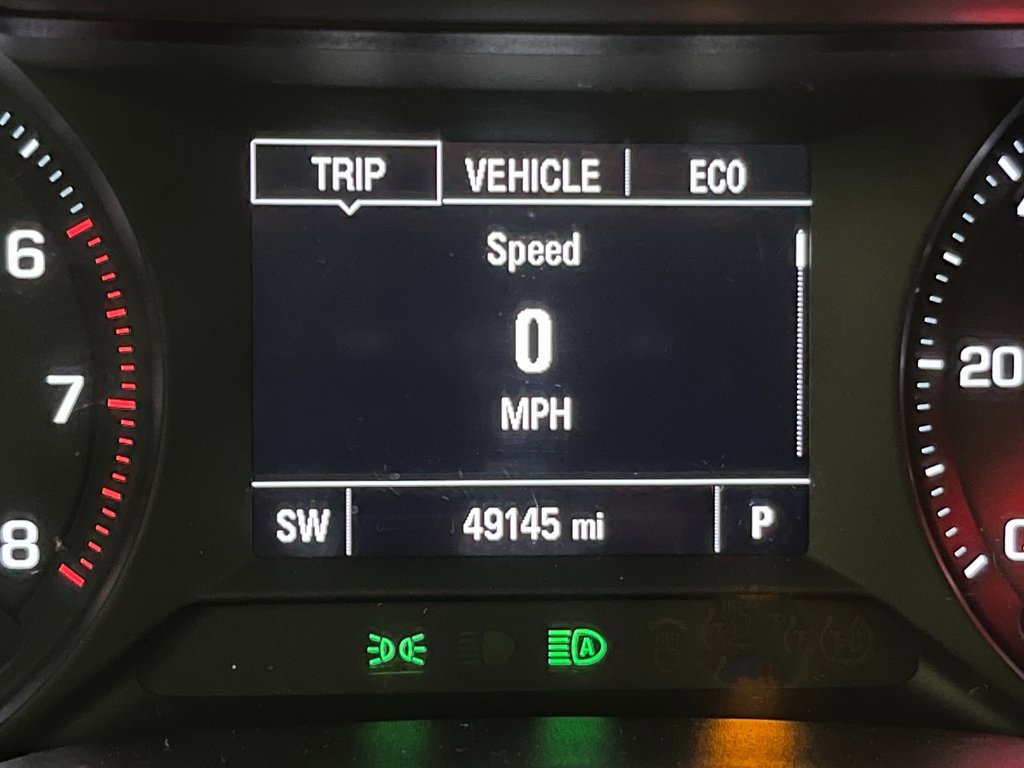 TRIP VEHICLE ECO
Speed
0
MPH
SW 49145 mi P
6
7
8
20
A